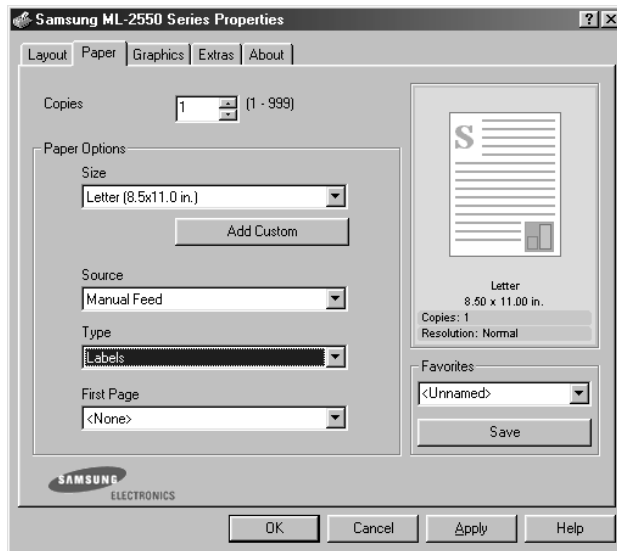 Samsung ML-2550 Series Properties
Layout Paper Graphics Extras About
Copies 1 (1 - 999)
Paper Options
Size
Letter (8.5x11.0 in.)
Add Custom
Source
Manual Feed
Type
Labels
First Page
<None>
S
Letter
8.50 x 11.00 in.
Copies: 1
Resolution: Normal
Favorites
<Unnamed>
Save
SAMSUNG
ELECTRONICS
OK Cancel Apply Help